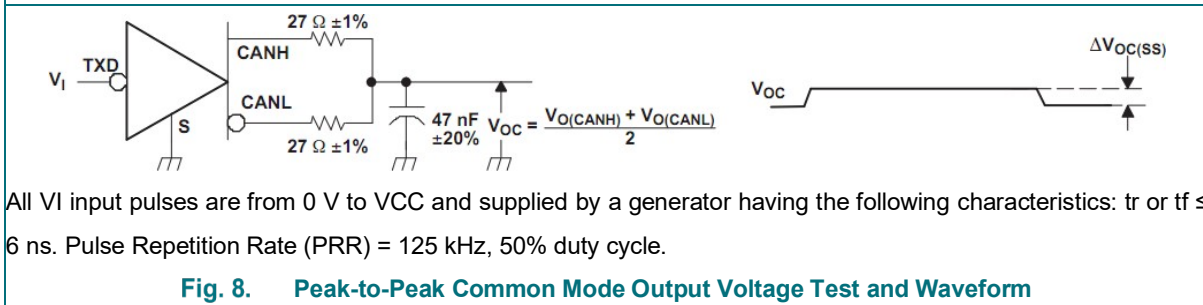 27 Ω ±1%
CANH
TXD
VI
CANL
S
27 Ω ±1%
47 nF
±20%
VOC = VO(CANH) + VO(CANL)
2
VOC
ΔVOC(SS)
All VI input pulses are from 0 V to VCC and supplied by a generator having the following characteristics: tr or tf ≤
6 ns. Pulse Repetition Rate (PRR) = 125 kHz, 50% duty cycle.
Fig. 8. Peak-to-Peak Common Mode Output Voltage Test and Waveform